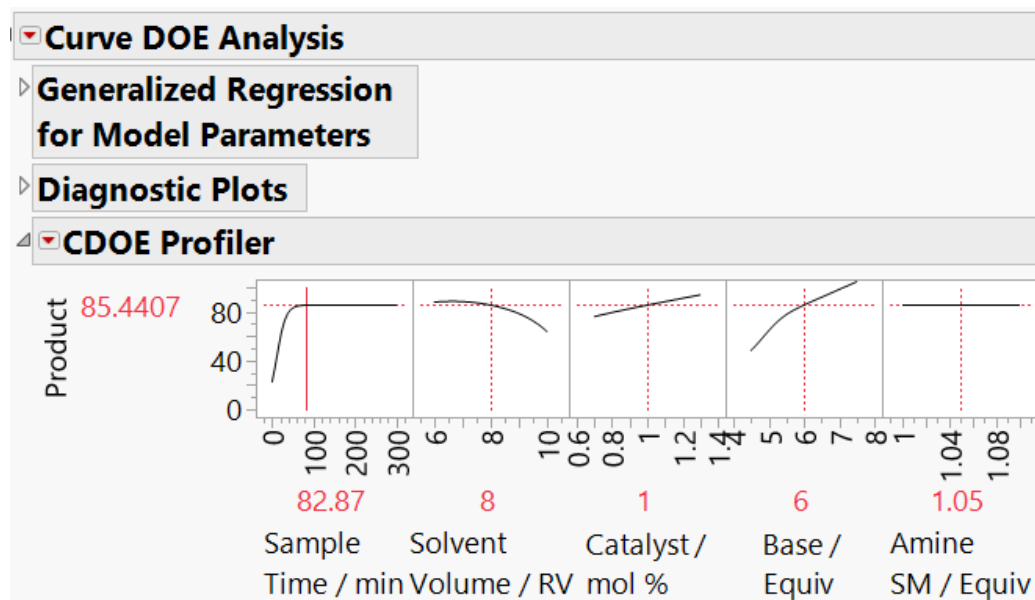 Curve DOE Analysis
Generalized Regression
for Model Parameters
Diagnostic Plots
CDOE Profiler
Product
85.4407
80
40
0
0 100 200 300 6 8 10 0.6 0.8 1 1.2 1.4 4 5 6 7 8 1 1.04 1.08
82.87 8 1 6 1.05
Sample Solvent Catalyst / Base / Amine
Time / min Volume / RV mol % Equiv SM / Equiv